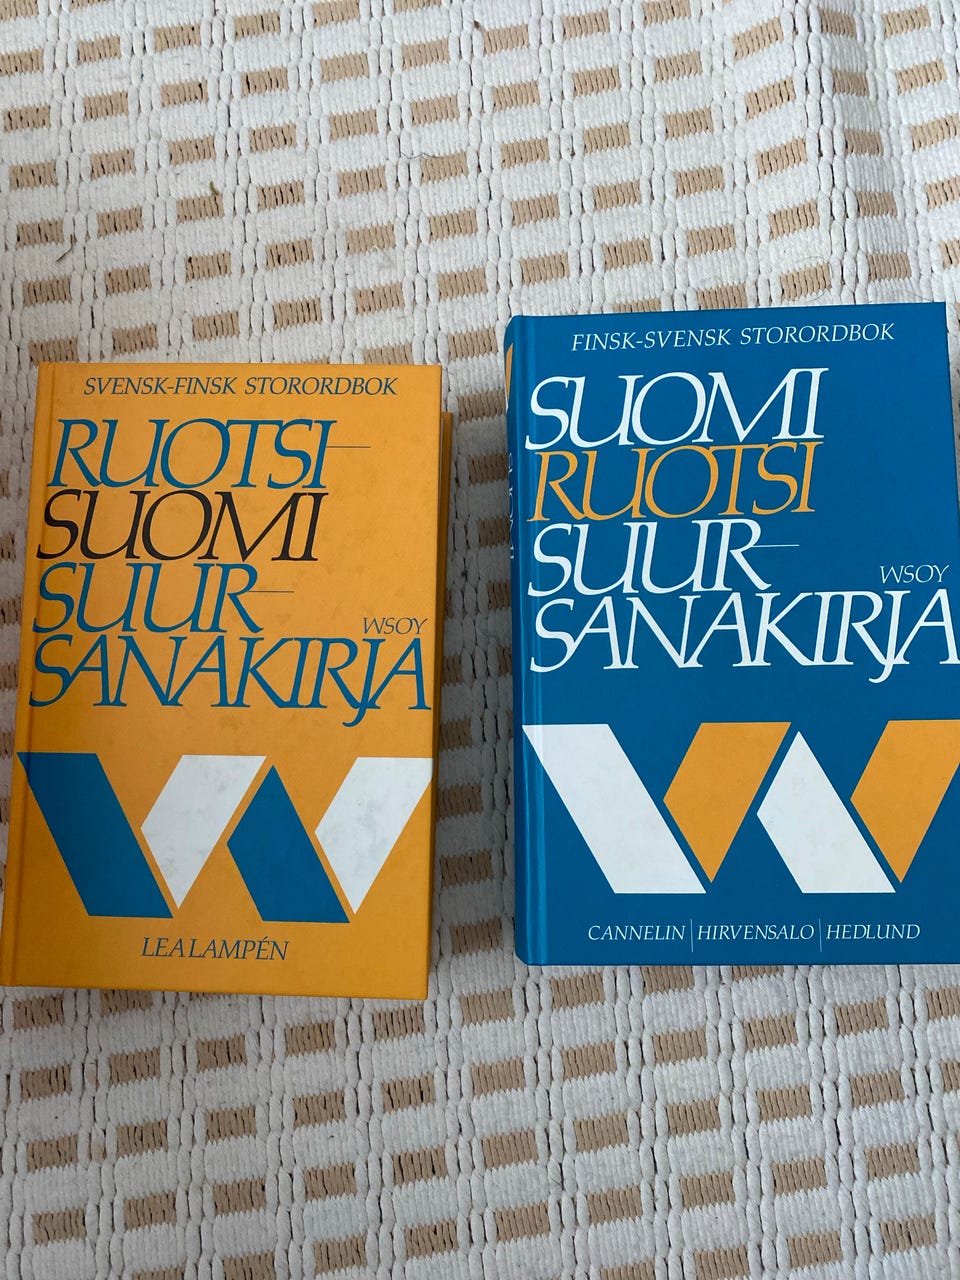 SVENSK-FINSK STORORDBOK
RUOTSI-
SUOMI
SUUR-
WSOY
SANAKIRJA
LEA LAMPÉN
FINSK-SVENSK STORORDBOK
SUOMI
RUOTSI
SUUR-
WSOY
SANAKIRJA
CANNELIN | HIRVENSALO | HEDLUND